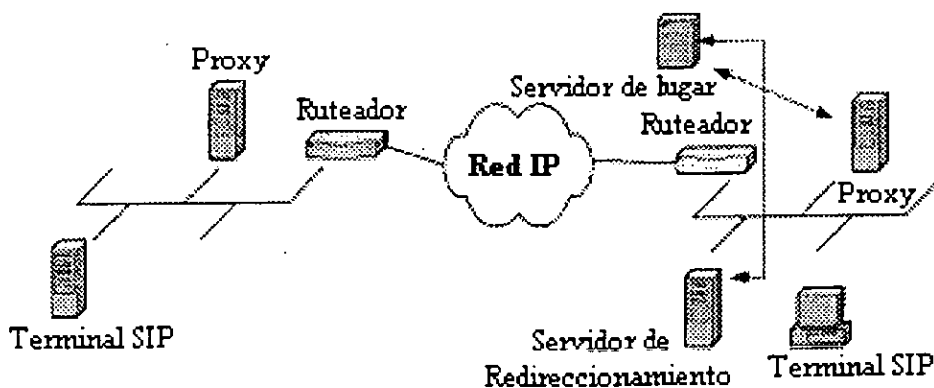 Proxy
Ruteador
Red IP
Servidor de lugar
Ruteador
Proxy
Terminal SIP
Servidor de
Redireccionamiento
Terminal SIP